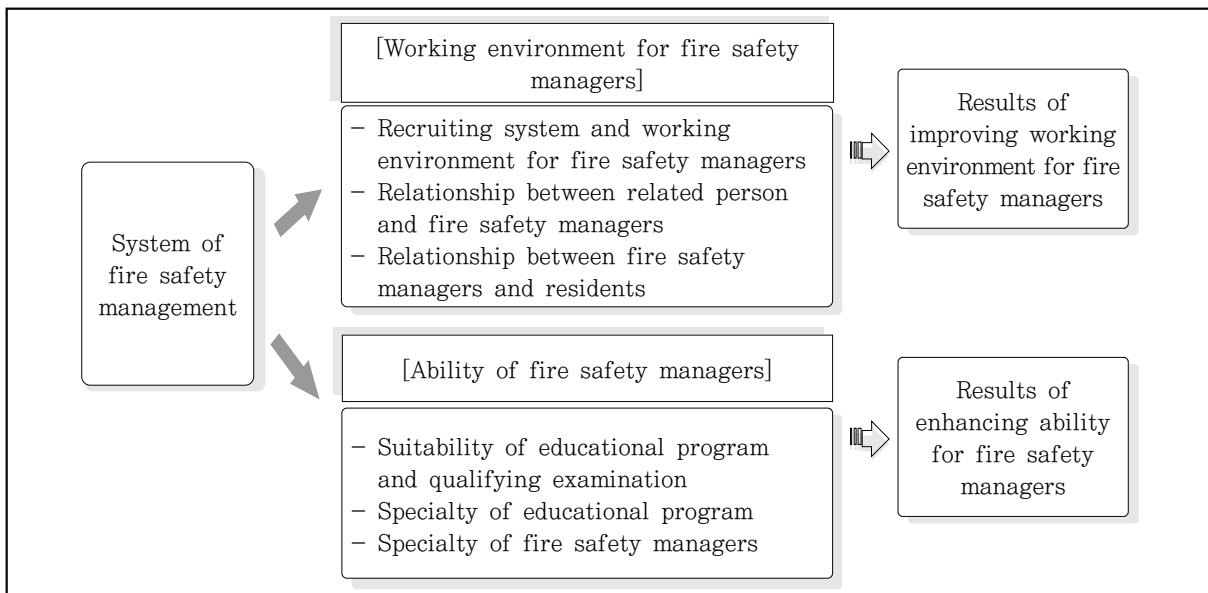 System of
fire safety
management
[Working environment for fire safety
managers]
− Recruiting system and working
environment for fire safety managers
− Relationship between related person
and fire safety managers
− Relationship between fire safety
managers and residents
Results of
improving working
environment for fire
safety managers
[Ability of fire safety managers]
− Suitability of educational program
and qualifying examination
− Specialty of educational program
− Specialty of fire safety managers
Results of
enhancing ability
for fire safety
managers